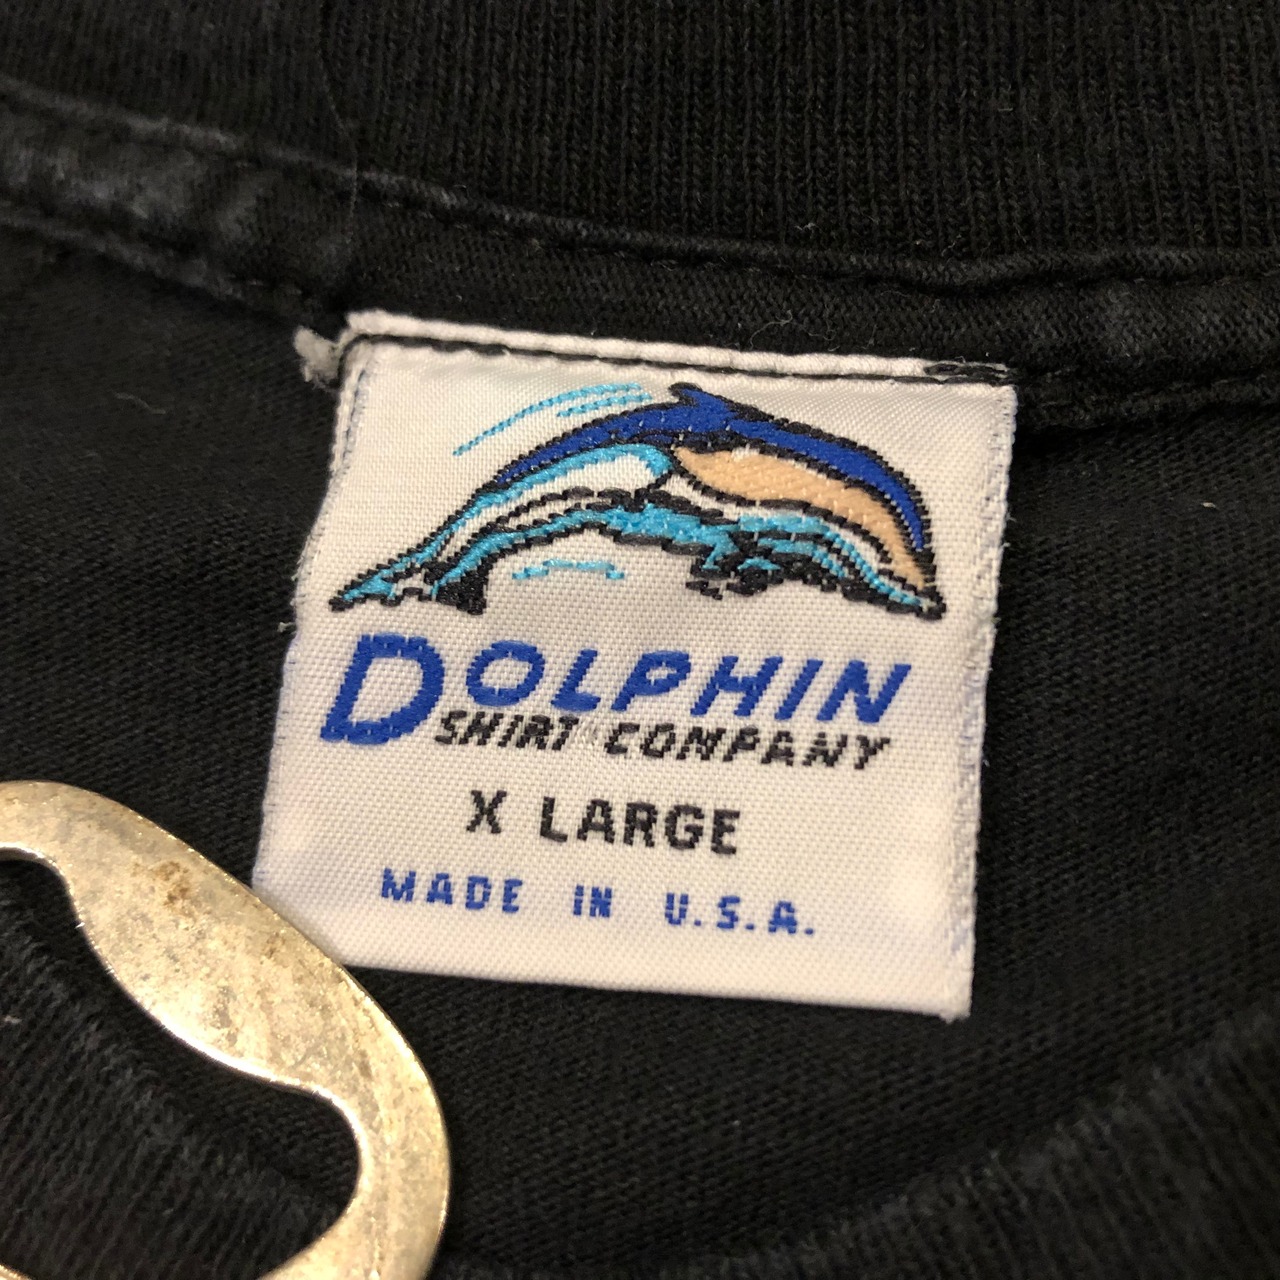 DOLPHIN
SHIRT COMPANY
X LARGE
MADE IN U.S.A.